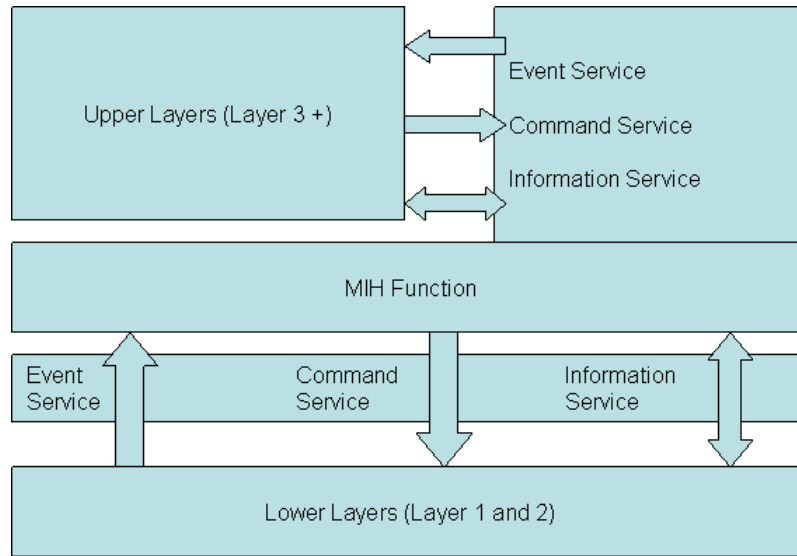 Upper Layers (Layer 3 +)
Event Service
Command Service
Information Service
MIH Function
Event
Service
Command
Service
Information
Service
Lower Layers (Layer 1 and 2)